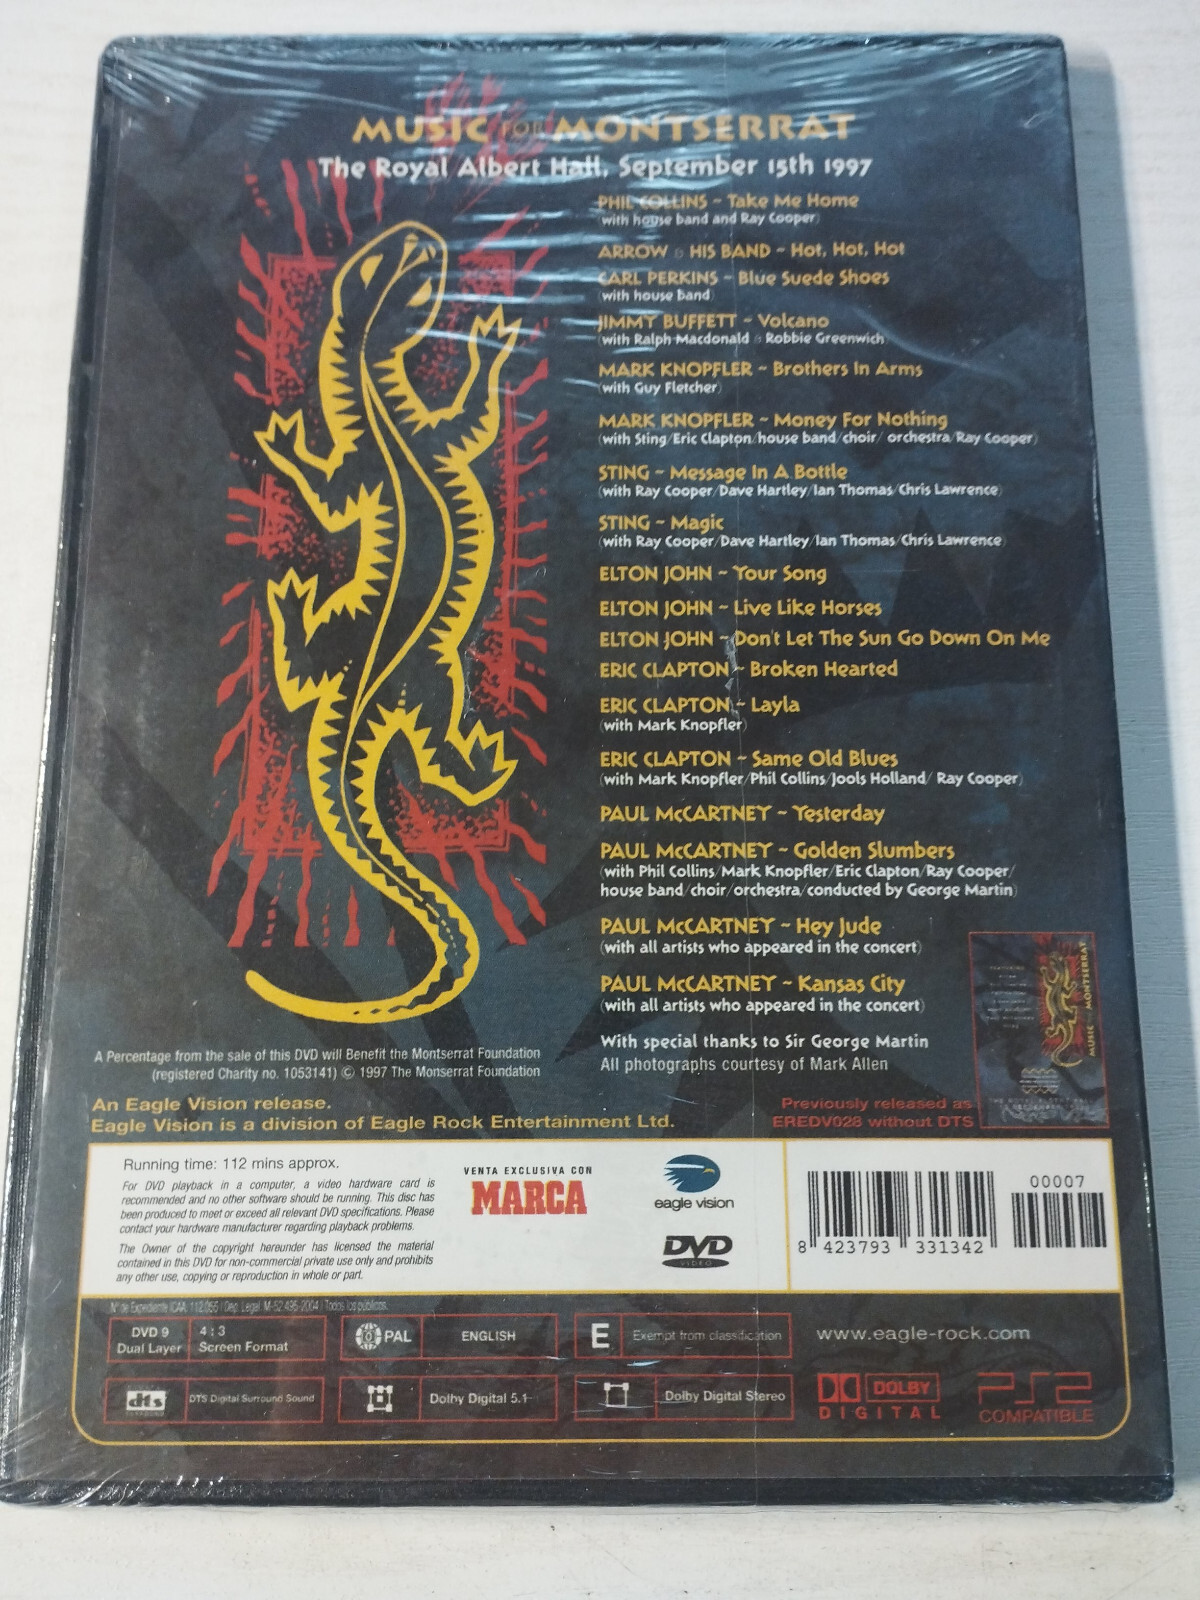 MUSIC FOR MONTSERRAT
The Royal Albert Hall, September 15th 1997
PHIL COLLINS ~ Take Me Home
(with house band and Ray Cooper)
ARROW & HIS BAND ~ Hot, Hot, Hot
CARL PERKINS ~ Blue Suede Shoes
(with house band)
JIMMY BUFFETT ~ Volcano
(with Ralph Macdonald & Robbie Greenwich)
MARK KNOPFLER ~ Brothers In Arms
(with Guy Fletcher)
MARK KNOPFLER ~ Money For Nothing
(with Sting/Eric Clapton/house band/choir/ orchestra/Ray Cooper)
STING ~ Message In A Bottle
(with Ray Cooper/Dave Hartley/Ian Thomas/Chris Lawrence)
STING ~ Magic
(with Ray Cooper/Dave Hartley/Ian Thomas/Chris Lawrence)
ELTON JOHN ~ Your Song
ELTON JOHN ~ Live Like Horses
ELTON JOHN ~ Don't Let The Sun Go Down On Me
ERIC CLAPTON ~ Broken Hearted
ERIC CLAPTON ~ Layla
(with Mark Knopfler)
ERIC CLAPTON ~ Same Old Blues
(with Mark Knopfler/Phil Collins/Jools Holland/ Ray Cooper)
PAUL McCARTNEY ~ Yesterday
PAUL McCARTNEY ~ Golden Slumbers
(with Phil Collins/Mark Knopfler/Eric Clapton/Ray Cooper/
house band/choir/orchestra/conducted by George Martin)
PAUL McCARTNEY ~ Hey Jude
(with all artists who appeared in the concert)
PAUL McCARTNEY ~ Kansas City
(with all artists who appeared in the concert)
With special thanks to Sir George Martin
All photographs courtesy of Mark Allen
A Percentage from the sale of this DVD will Benefit the Montserrat Foundation
(registered Charity no. 1053141) © 1997 The Monserrat Foundation
An Eagle Vision release.
Eagle Vision is a division of Eagle Rock Entertainment Ltd.
Previously released as
EREDV028 without DTS
MUSIC FOR MONTSERRAT
Running time: 112 mins approx.
For DVD playback in a computer, a video hardware card is
recommended and no other software should be running. This disc has
been produced to meet or exceed all relevant DVD specifications. Please
contact your hardware manufacturer regarding playback problems.
The Owner of the copyright hereunder has licensed the material
contained in this DVD for non-commercial private use only and prohibits
any other use, copying or reproduction in whole or part.
VENTA EXCLUSIVA CON
MARCA
eagle vision
DVD
VIDEO
00007
8 423793 331342
Nº de Expediente ICAA: 112.055 / Dep. Legal: M-52.495-2004 / Todos los públicos.
DVD 9
Dual Layer
4 : 3
Screen Format
PAL
ENGLISH
E
Exempt from classification
www.eagle-rock.com
dts
DTS Digital Surround Sound
Dolby Digital 5.1
Dolby Digital Stereo
DOLBY
DIGITAL
PS2
COMPATIBLE